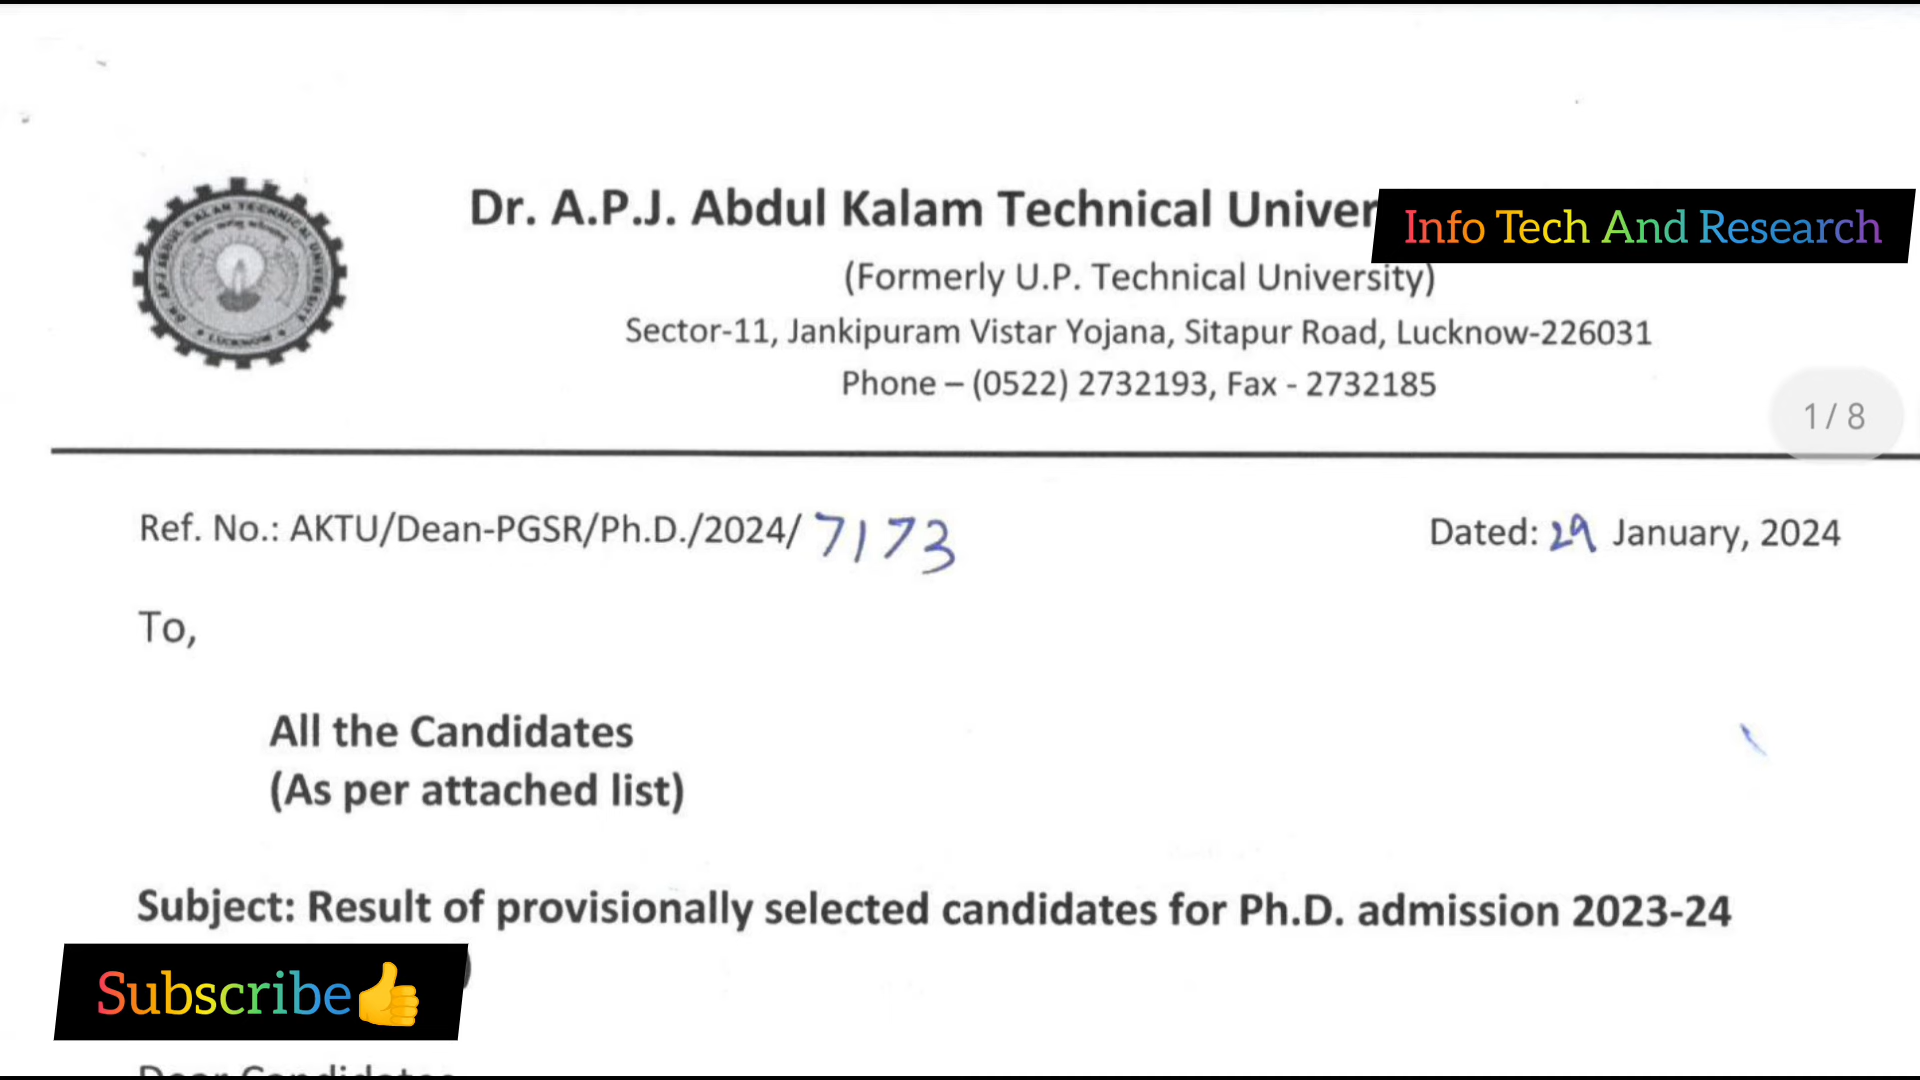 Dr. A.P.J. Abdul Kalam Technical Univer
Info Tech And Research
(Formerly U.P. Technical University)
Sector-11, Jankipuram Vistar Yojana, Sitapur Road, Lucknow-226031
Phone – (0522) 2732193, Fax - 2732185
1 / 8
Ref. No.: AKTU/Dean-PGSR/Ph.D./2024/ 7173
Dated: 29 January, 2024
To,
All the Candidates
(As per attached list)
Subject: Result of provisionally selected candidates for Ph.D. admission 2023-24
Subscribe👍
Dear Candidates